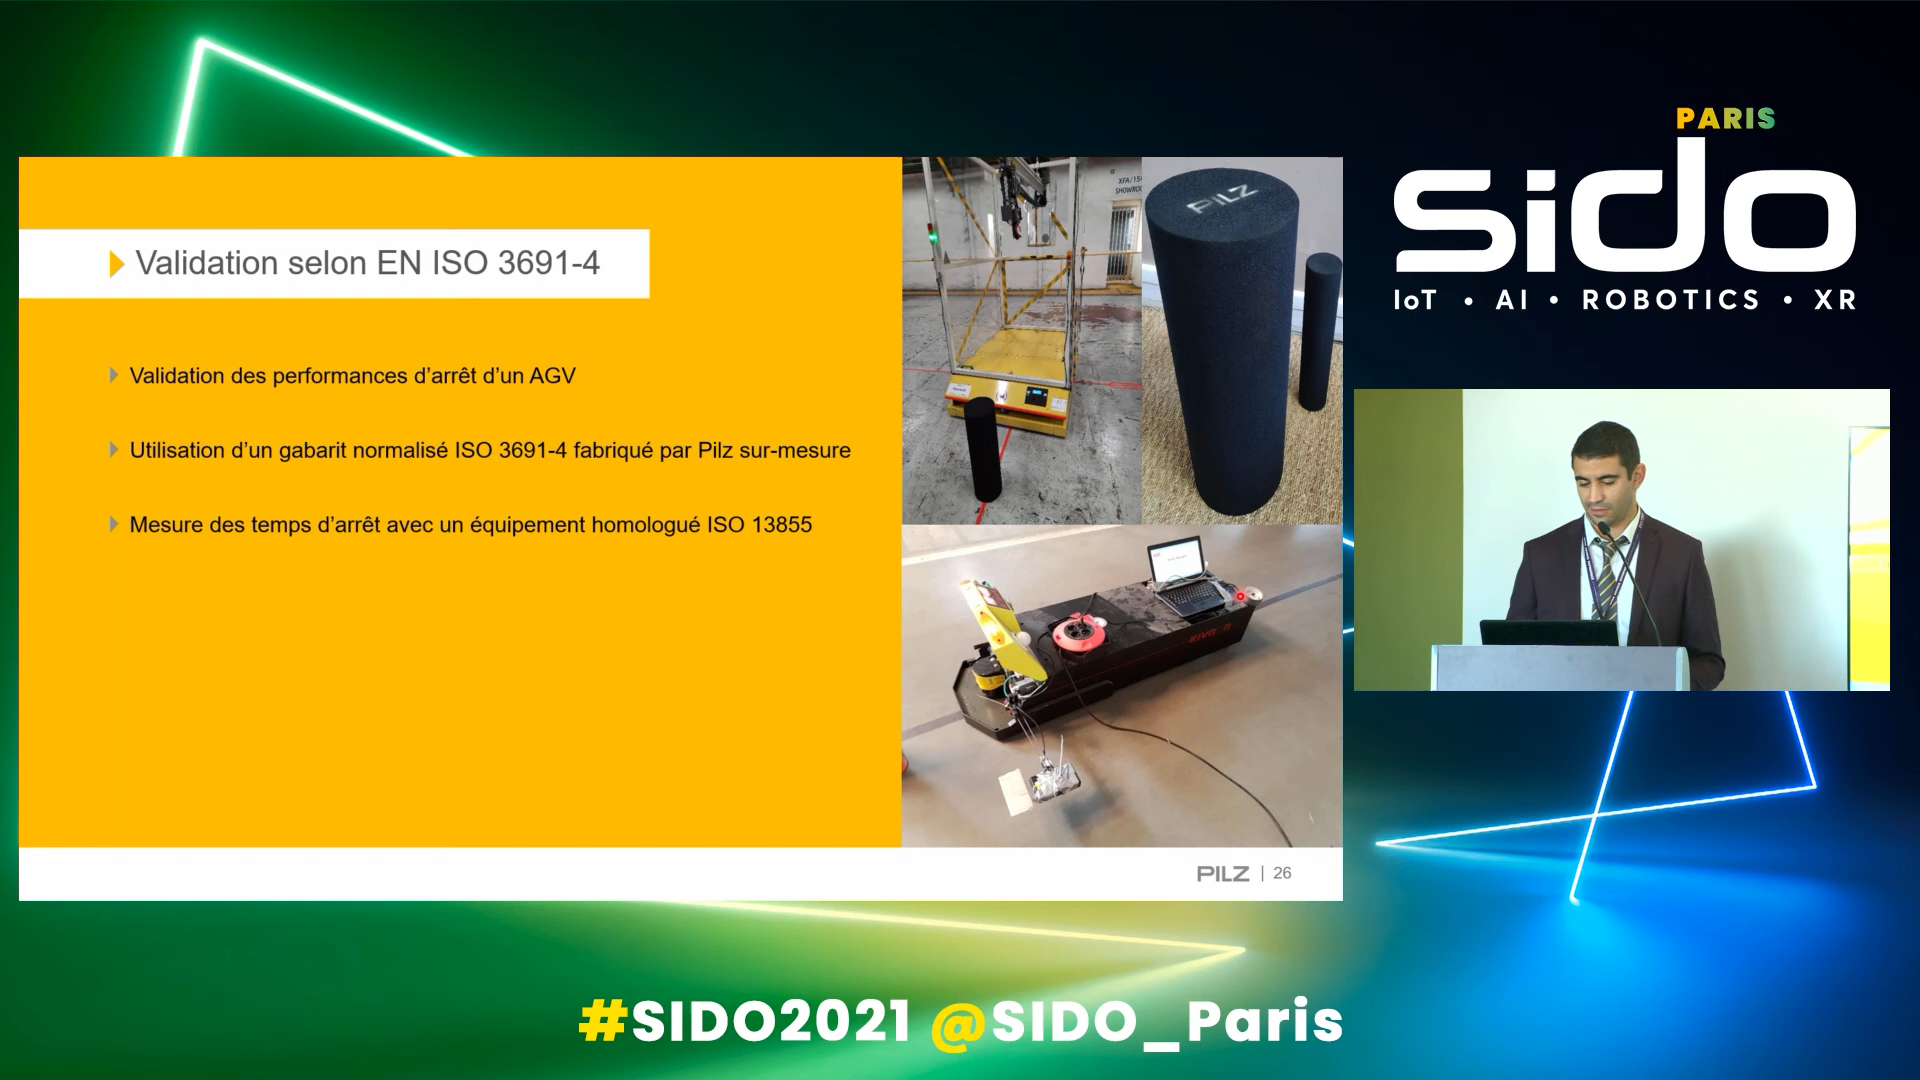 PARIS
sido
IoT • AI • ROBOTICS • XR
Validation selon EN ISO 3691-4
Validation des performances d’arrêt d’un AGV
Utilisation d’un gabarit normalisé ISO 3691-4 fabriqué par Pilz sur-mesure
Mesure des temps d’arrêt avec un équipement homologué ISO 13855
SHOWROO
PILZ
PILZ | 26
#SIDO2021 @SIDO_Paris